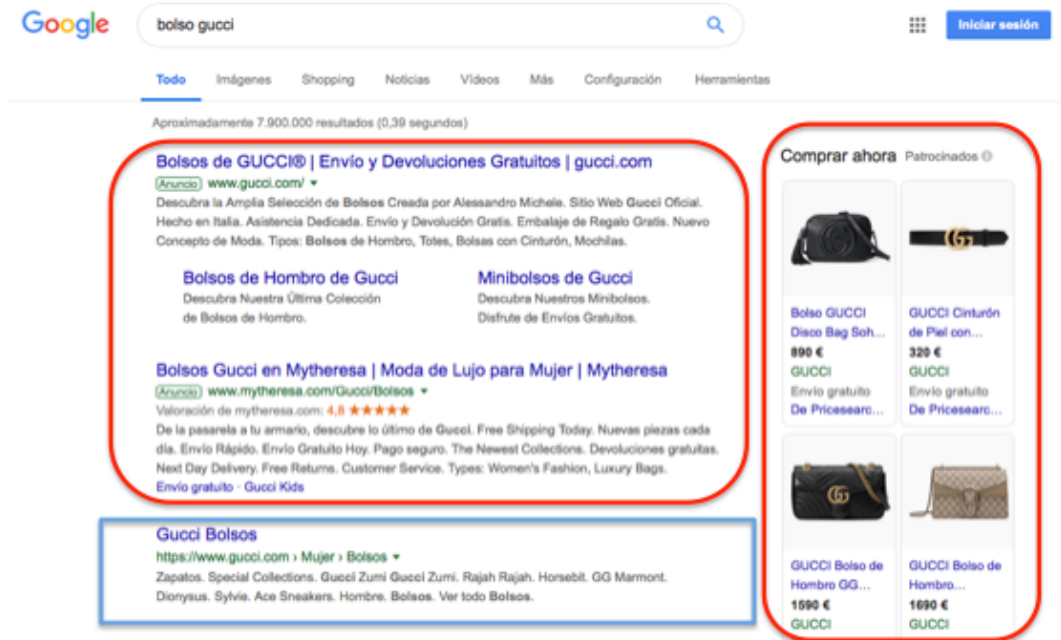 Google
bolso gucci
Iniciar sesión
Todo Imágenes Shopping Noticias Vídeos Más Configuración Herramientas
Aproximadamente 7.900.000 resultados (0,39 segundos)
Bolsos de GUCCI® | Envío y Devoluciones Gratuitos | gucci.com
Anuncio www.gucci.com/
Descubra la Amplia Selección de Bolsos Creada por Alessandro Michele. Sitio Web Gucci Oficial.
Hecho en Italia. Asistencia Dedicada. Envío y Devolución Gratis. Embalaje de Regalo Gratis. Nuevo
Concepto de Moda. Tipos: Bolsos de Hombro, Totes, Bolsas con Cinturón, Mochilas.
Bolsos de Hombro de Gucci
Descubra Nuestra Última Colección
de Bolsos de Hombro.
Minibolsos de Gucci
Descubra Nuestros Minibolsos.
Disfrute de Envíos Gratuitos.
Bolsos Gucci en Mytheresa | Moda de Lujo para Mujer | Mytheresa
Anuncio www.mytheresa.com/Gucci/Bolsos
Valoración de mytheresa.com: 4,8 ★★★★★
De la pasarela a tu armario, descubre lo último de Gucci. Free Shipping Today. Nuevas piezas cada
día. Envío Rápido. Envío Gratuito Hoy. Pago seguro. The Newest Collections. Devoluciones gratuitas.
Next Day Delivery. Free Returns. Customer Service. Types: Women's Fashion, Luxury Bags.
Envío gratuito · Gucci Kids
Gucci Bolsos
https://www.gucci.com › Mujer › Bolsos
Zapatos. Special Collections. Gucci Zumi Gucci Zumi. Rajah Rajah. Horsebit. GG Marmont.
Dionysus. Sylvie. Ace Sneakers. Hombre. Bolsos. Ver todo Bolsos.
Comprar ahora Patrocinados
Bolso GUCCI
Disco Bag Soh...
890 €
GUCCI
Envío gratuito
De Pricesearc...
GUCCI Cinturón
de Piel con...
320 €
GUCCI
Envío gratuito
De Pricesearc...
GUCCI Bolso de
Hombro GG...
1590 €
GUCCI
GUCCI Bolso de
Hombro...
1690 €
GUCCI